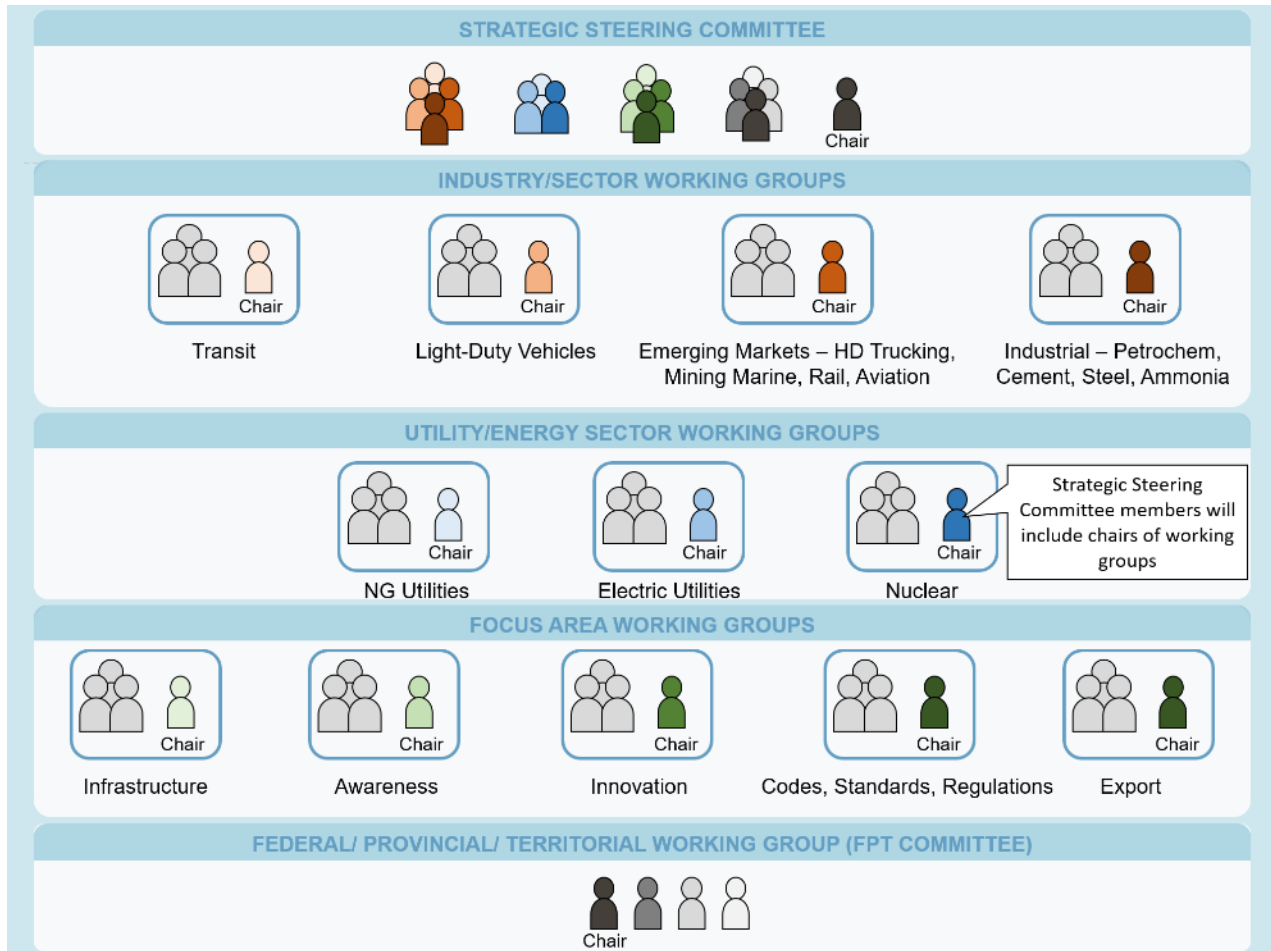 STRATEGIC STEERING COMMITTEE
Chair
INDUSTRY/SECTOR WORKING GROUPS
Chair
Chair
Chair
Chair
Transit
Light-Duty Vehicles
Emerging Markets – HD Trucking,
Mining Marine, Rail, Aviation
Industrial – Petrochem,
Cement, Steel, Ammonia
UTILITY/ENERGY SECTOR WORKING GROUPS
Chair
Chair
Chair
Strategic Steering
Committee members will
include chairs of working
groups
NG Utilities
Electric Utilities
Nuclear
FOCUS AREA WORKING GROUPS
Chair
Chair
Chair
Chair
Chair
Infrastructure
Awareness
Innovation
Codes, Standards, Regulations
Export
FEDERAL/ PROVINCIAL/ TERRITORIAL WORKING GROUP (FPT COMMITTEE)
Chair